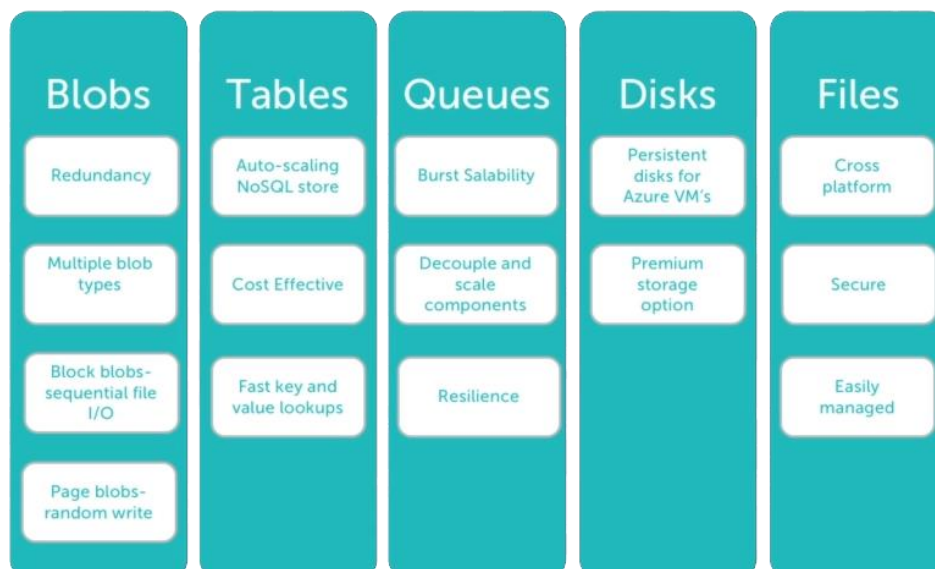 Blobs
Redundancy
Multiple blob
types
Block blobs-
sequential file
I/O
Page blobs-
random write
Tables
Auto-scaling
NoSQL store
Cost Effective
Fast key and
value lookups
Queues
Burst Salability
Decouple and
scale
components
Resilience
Disks
Persistent
disks for
Azure VM's
Premium
storage
option
Files
Cross
platform
Secure
Easily
managed